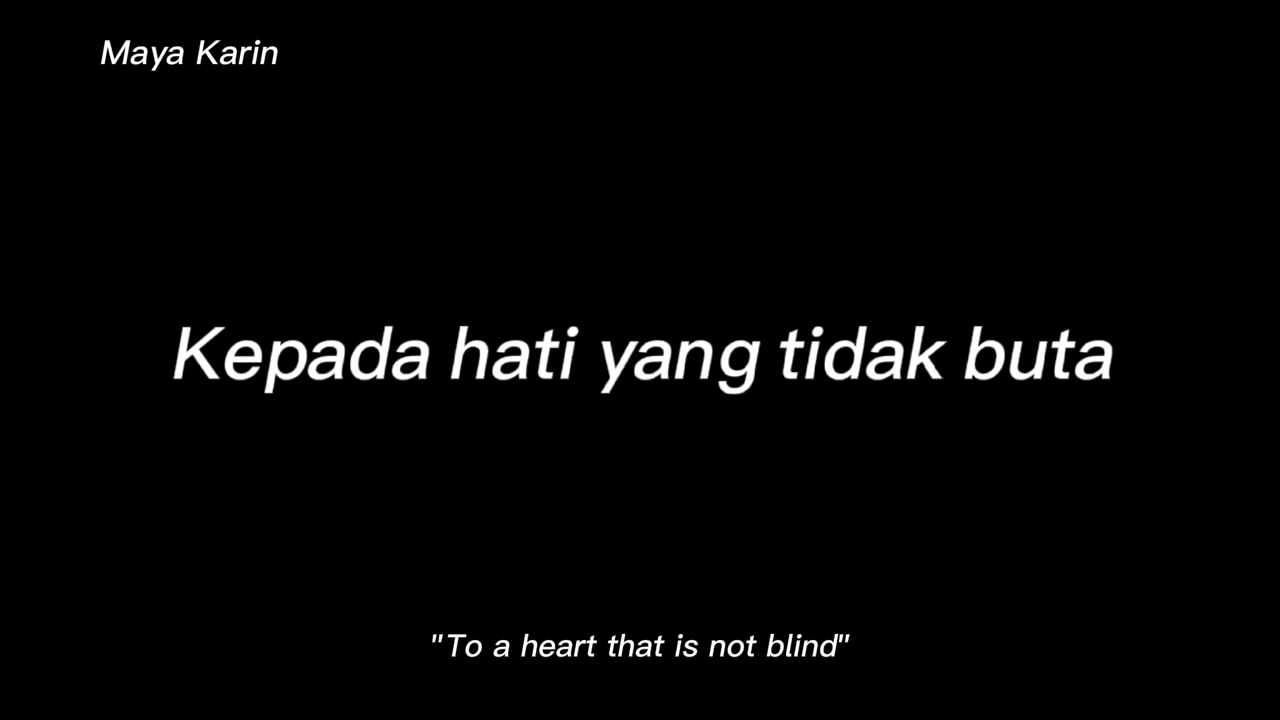 Maya Karin
Kepada hati yang tidak buta
"To a heart that is not blind"